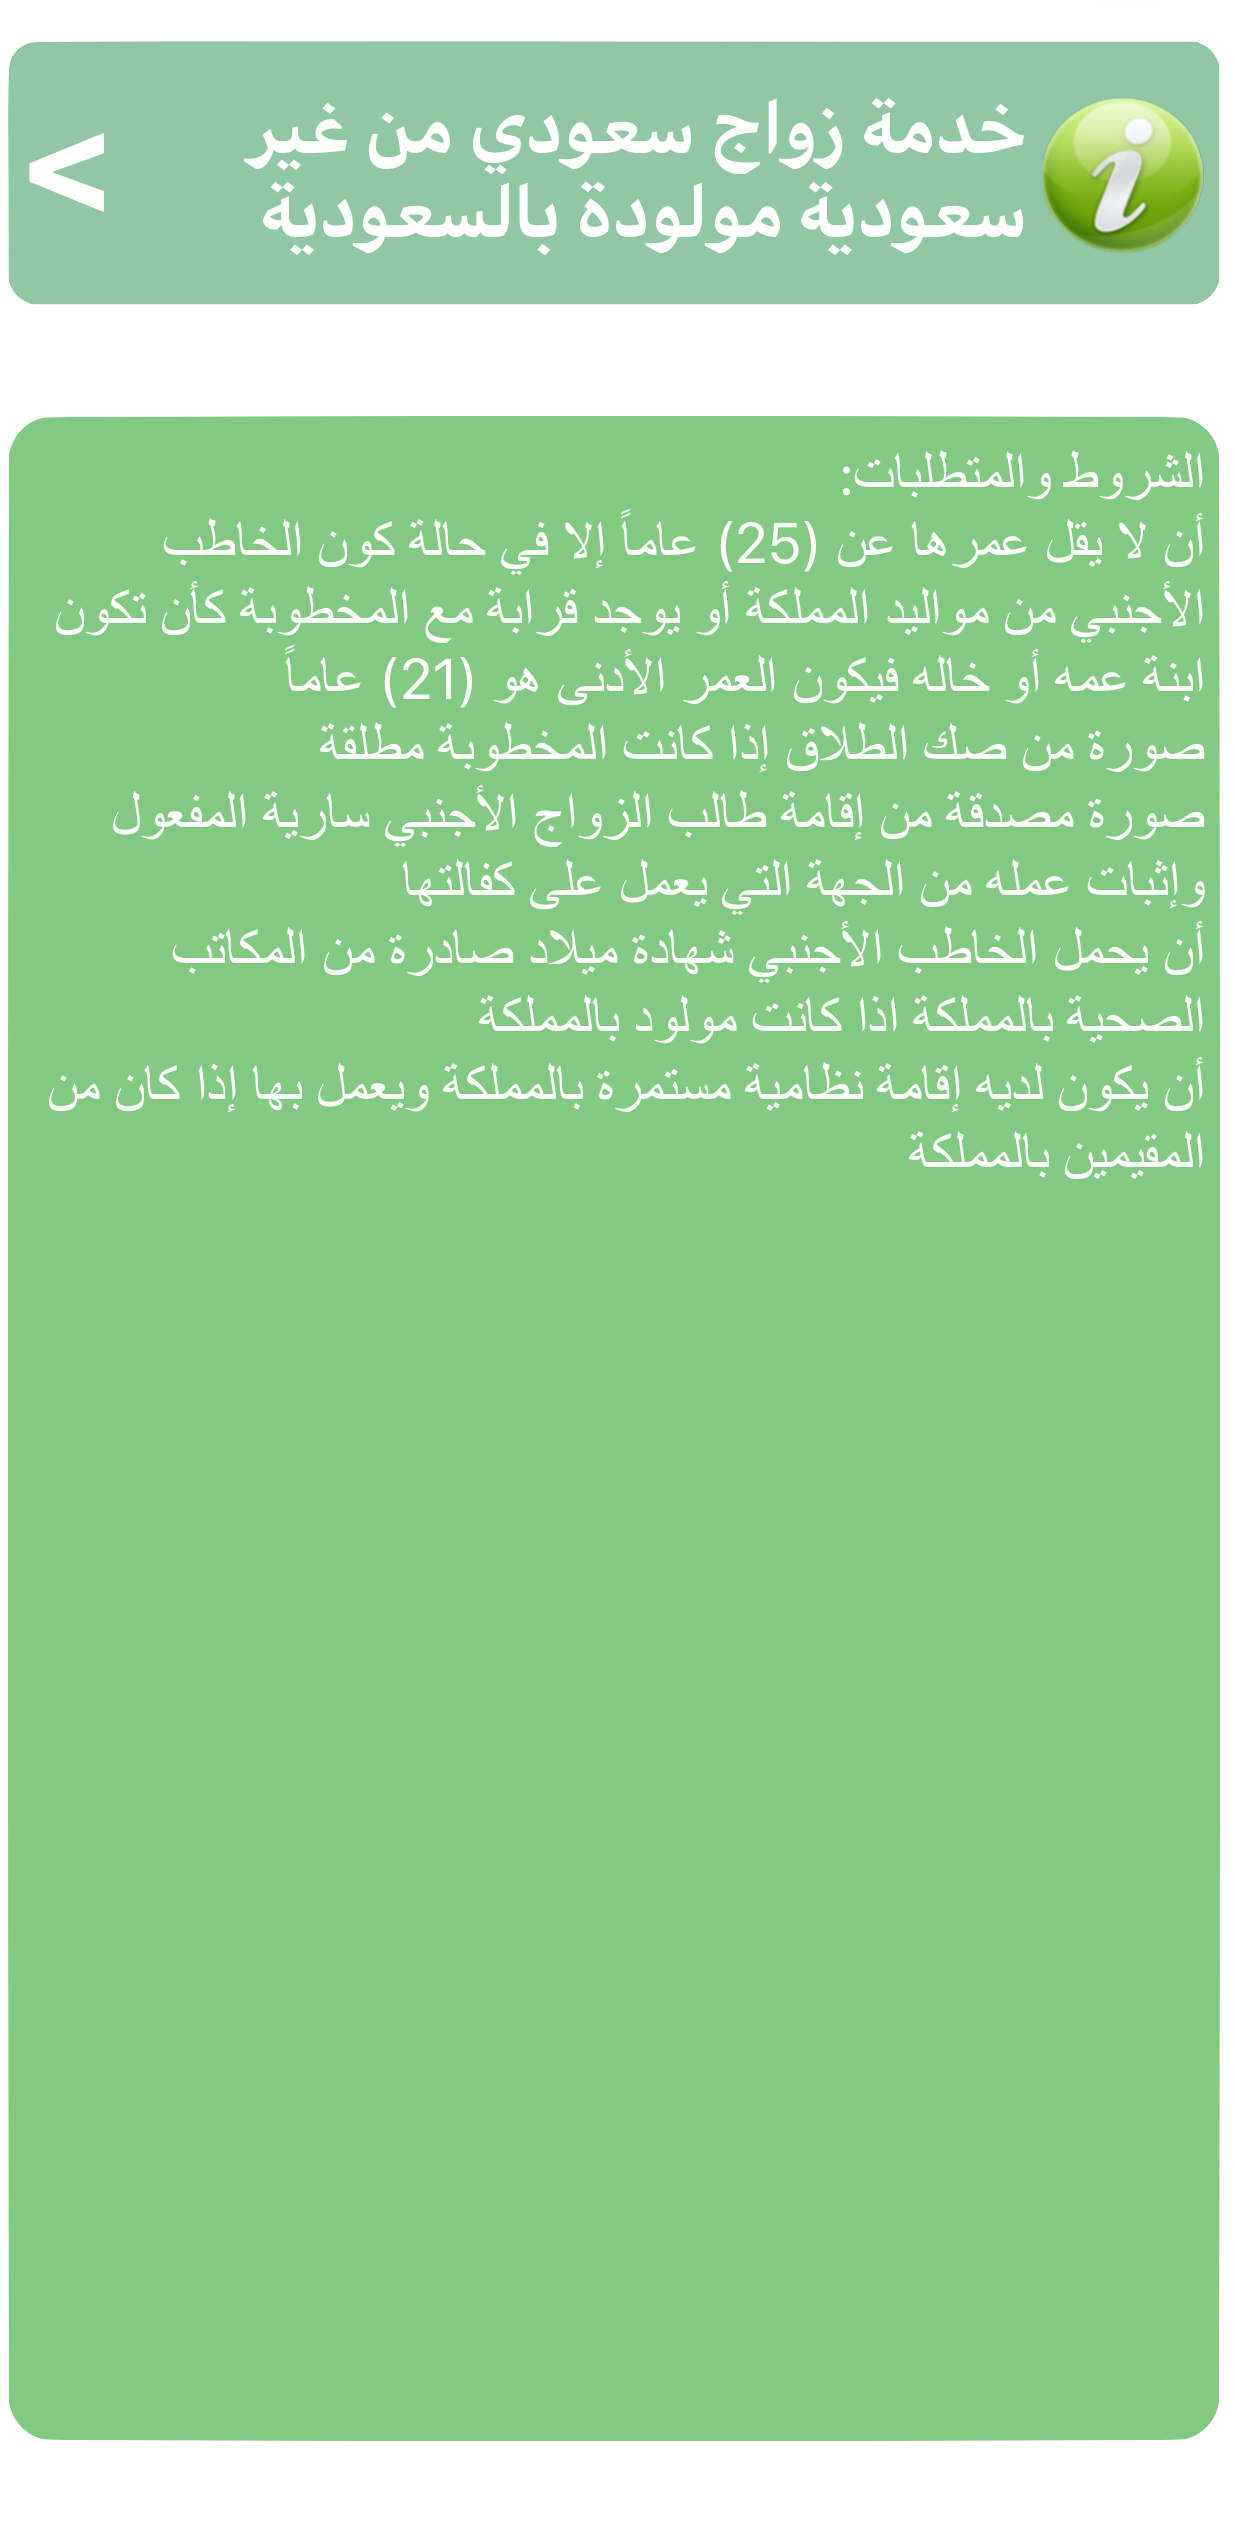 خدمة زواج سعودي من غير
سعودية مولودة بالسعودية
<
الشروط والمتطلبات:
أن لا يقل عمرها عن (25) عاماً إلا في حالة كون الخاطب
الأجنبي من مواليد المملكة أو يوجد قرابة مع المخطوبة كأن تكون
ابنة عمه أو خاله فيكون العمر الأدنى هو (21) عاماً
صورة من صك الطلاق إذا كانت المخطوبة مطلقة
صورة مصدقة من إقامة طالب الزواج الأجنبي سارية المفعول
وإثبات عمله من الجهة التي يعمل على كفالتها
أن يحمل الخاطب الأجنبي شهادة ميلاد صادرة من المكاتب
الصحية بالمملكة اذا كانت مولود بالمملكة
أن يكون لديه إقامة نظامية مستمرة بالمملكة ويعمل بها إذا كان من
المقيمين بالمملكة